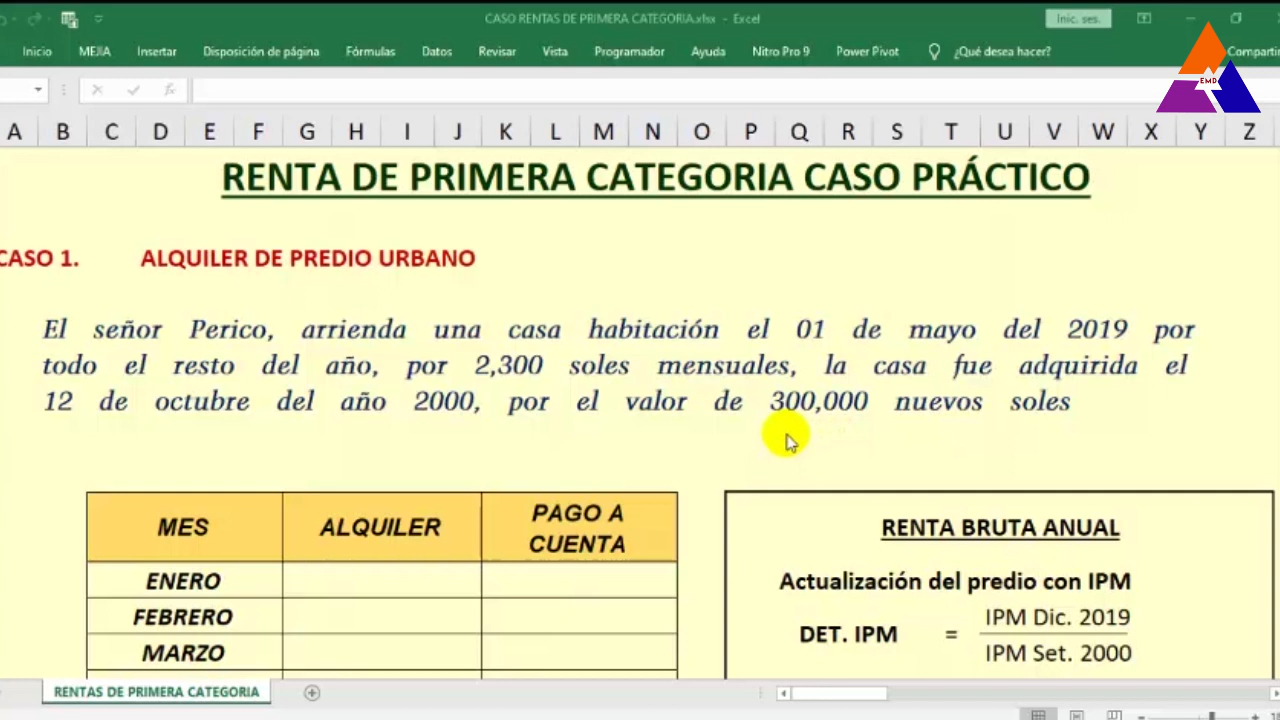 CASO RENTAS DE PRIMERA CATEGORIA.xlsx - Excel
Inic. ses.
Inicio MEJIA Insertar Disposición de página Fórmulas Datos Revisar Vista Programador Ayuda Nitro Pro 9 Power Pivot ¿Qué desea hacer? Compartir
EMD
fx
A B C D E F G H I J K L M N O P Q R S T U V W X Y Z
RENTA DE PRIMERA CATEGORIA CASO PRÁCTICO
CASO 1. ALQUILER DE PREDIO URBANO
El señor Perico, arrienda una casa habitación el 01 de mayo del 2019 por
todo el resto del año, por 2,300 soles mensuales, la casa fue adquirida el
12 de octubre del año 2000, por el valor de 300,000 nuevos soles
MES ALQUILER PAGO A CUENTA
ENERO
FEBRERO
MARZO
RENTA BRUTA ANUAL
Actualización del predio con IPM
DET. IPM = IPM Dic. 2019
IPM Set. 2000
RENTAS DE PRIMERA CATEGORIA